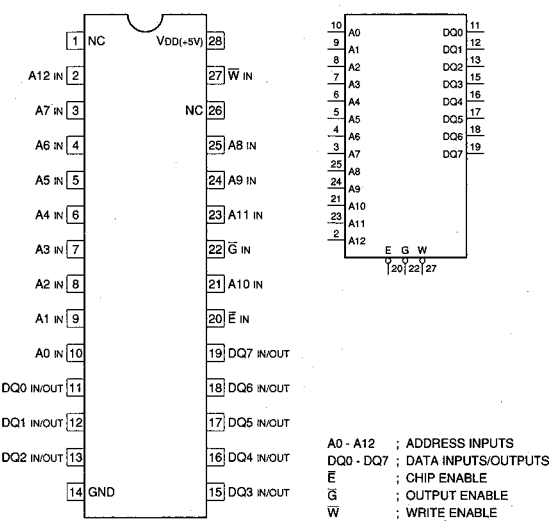 1 NC VDD(+5V) 28
A12 IN 2 27 W̅ IN
A7 IN 3 NC 26
A6 IN 4 25 A8 IN
A5 IN 5 24 A9 IN
A4 IN 6 23 A11 IN
A3 IN 7 22 G̅ IN
A2 IN 8 21 A10 IN
A1 IN 9 20 E̅ IN
A0 IN 10 19 DQ7 IN/OUT
DQ0 IN/OUT 11 18 DQ6 IN/OUT
DQ1 IN/OUT 12 17 DQ5 IN/OUT
DQ2 IN/OUT 13 16 DQ4 IN/OUT
14 GND 15 DQ3 IN/OUT
10 A0 DQ0 11
9 A1 DQ1 12
8 A2 DQ2 13
7 A3 DQ3 15
6 A4 DQ4 16
5 A5 DQ5 17
4 A6 DQ6 18
3 A7 DQ7 19
25 A8
24 A9
21 A10
23 A11
2 A12
E G W
20 22 27
A0 - A12 ; ADDRESS INPUTS
DQ0 - DQ7 ; DATA INPUTS/OUTPUTS
E̅ ; CHIP ENABLE
G̅ ; OUTPUT ENABLE
W̅ ; WRITE ENABLE